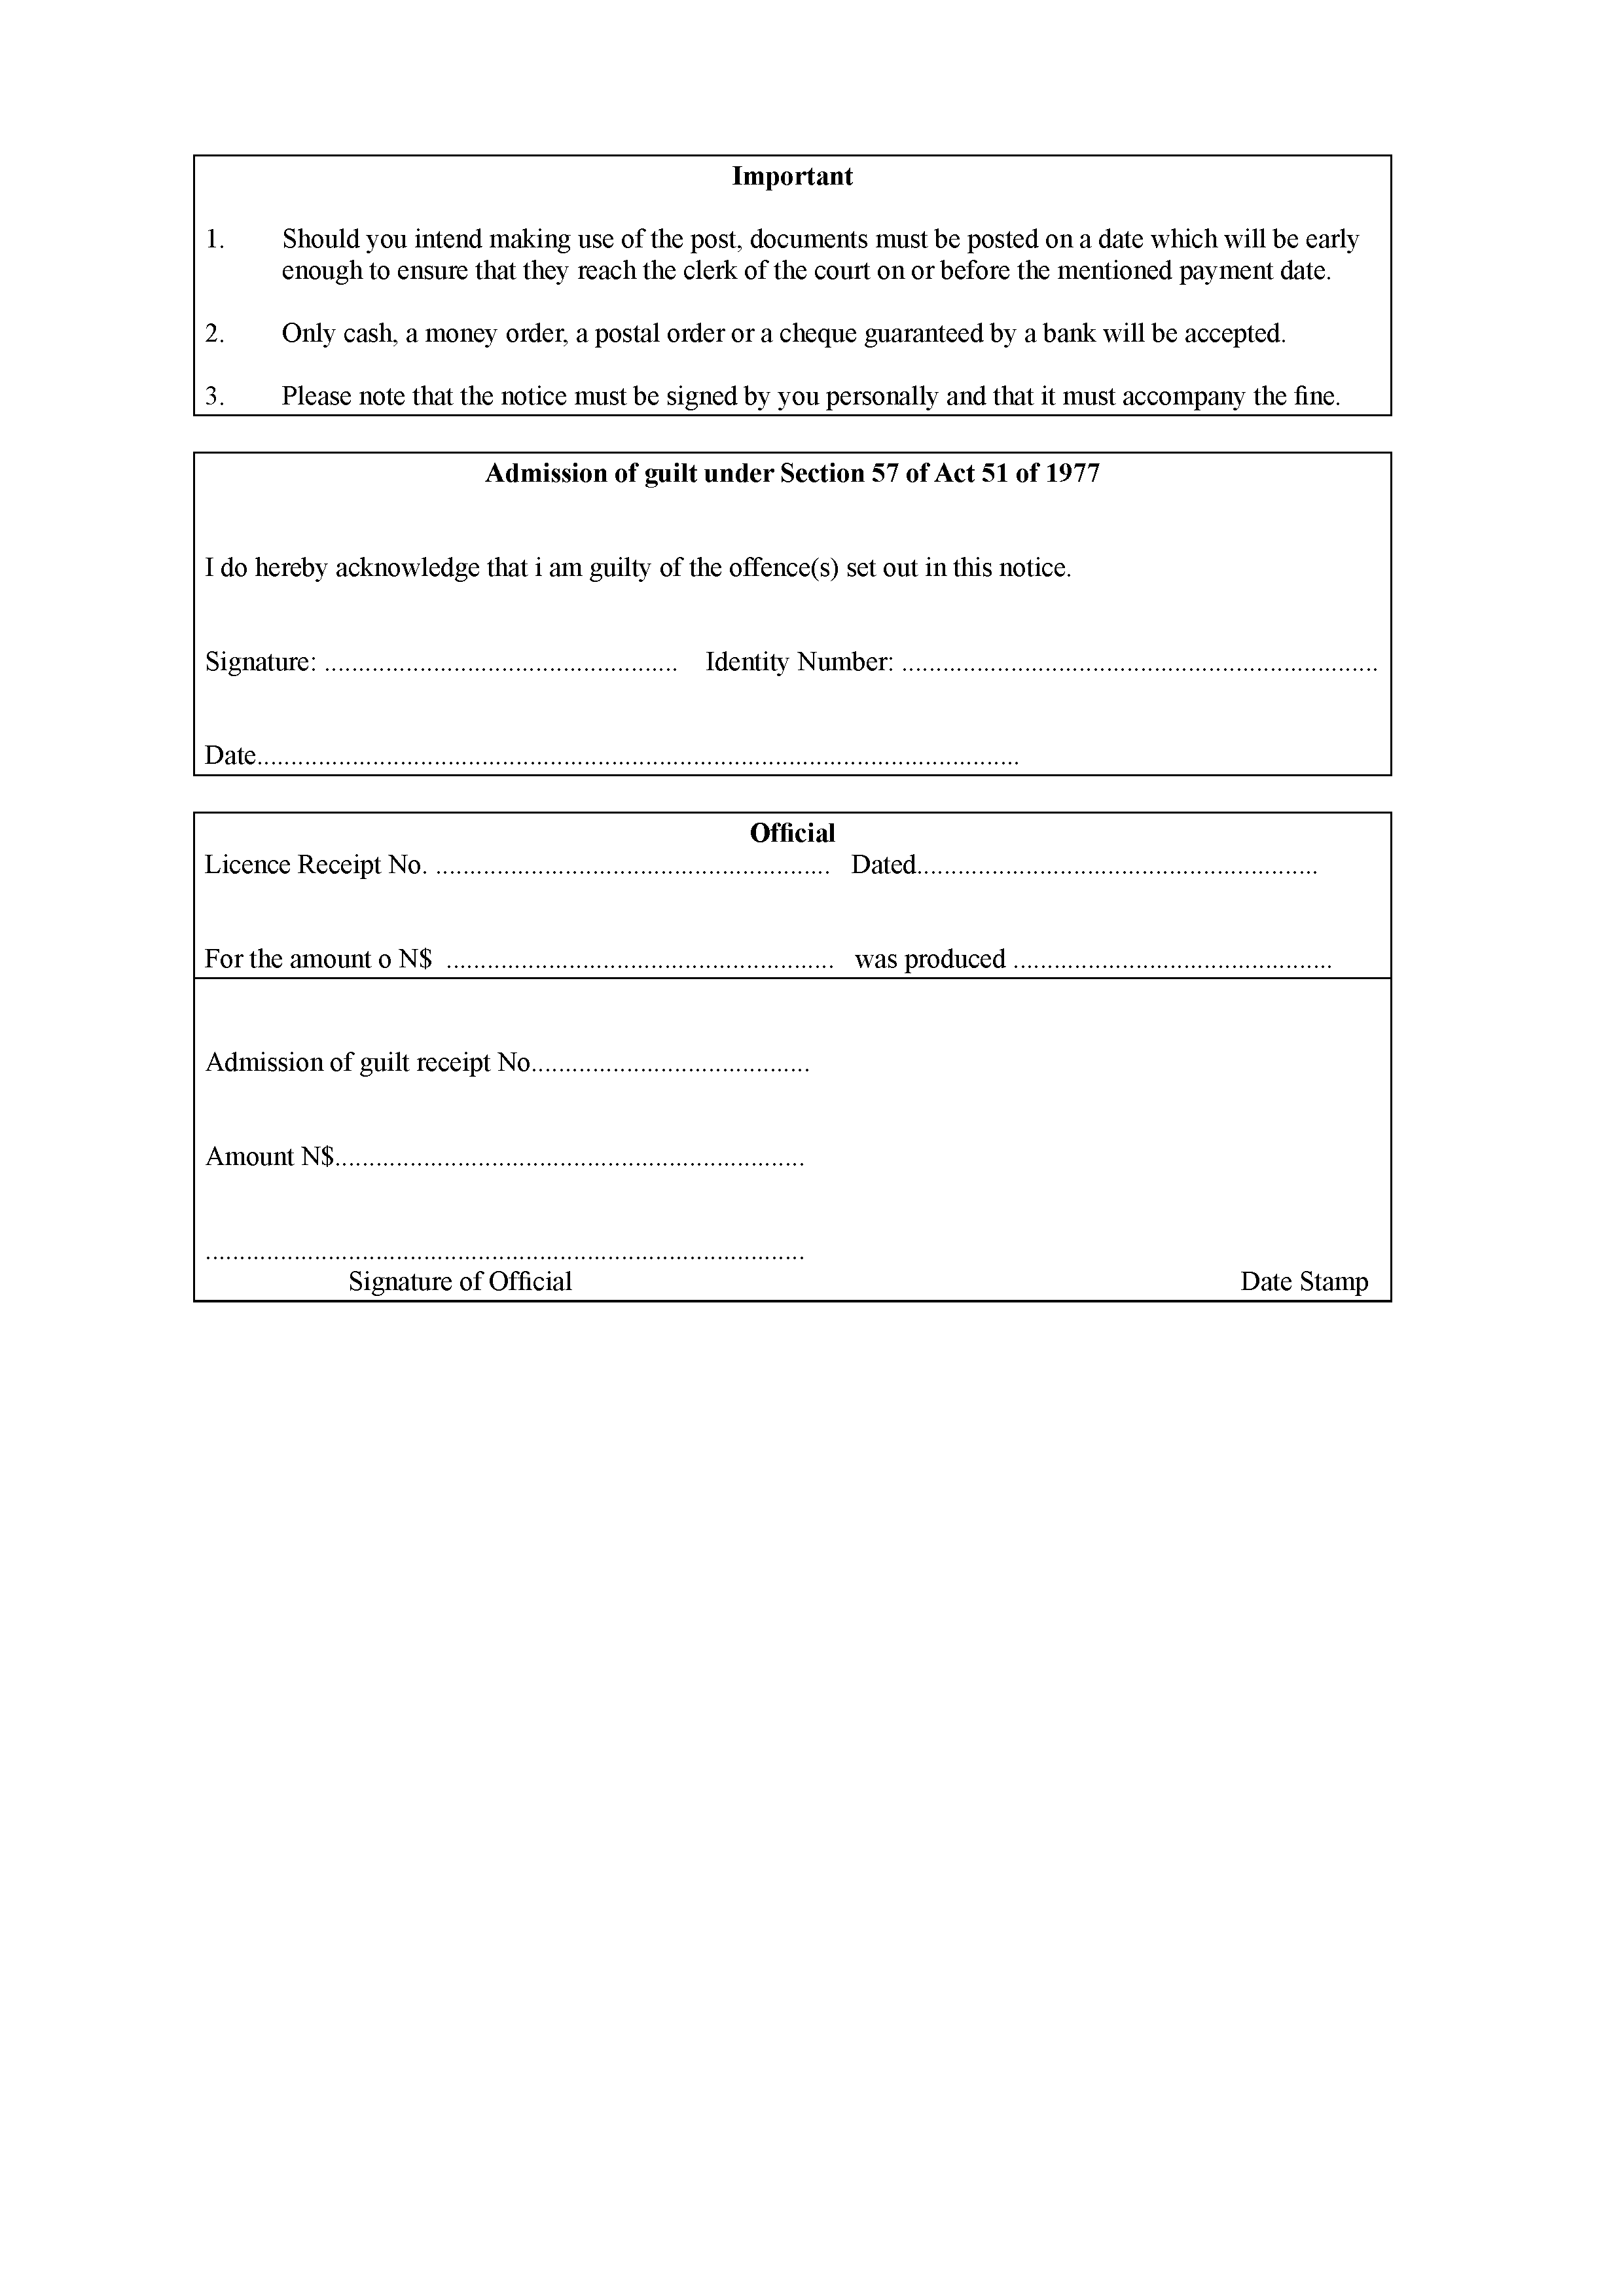 Important
1. Should you intend making use of the post, documents must be posted on a date which will be early
enough to ensure that they reach the clerk of the court on or before the mentioned payment date.
2. Only cash, a money order, a postal order or a cheque guaranteed by a bank will be accepted.
3. Please note that the notice must be signed by you personally and that it must accompany the fine.
Admission of guilt under Section 57 of Act 51 of 1977
I do hereby acknowledge that i am guilty of the offence(s) set out in this notice.
Signature: .................................................... Identity Number: ......................................................................
Date................................................................................................................
Official
Licence Receipt No. .......................................................... Dated...........................................................
For the amount o N$ ......................................................... was produced ...............................................
Admission of guilt receipt No.........................................
Amount N$.....................................................................
........................................................................................
Signature of Official Date Stamp